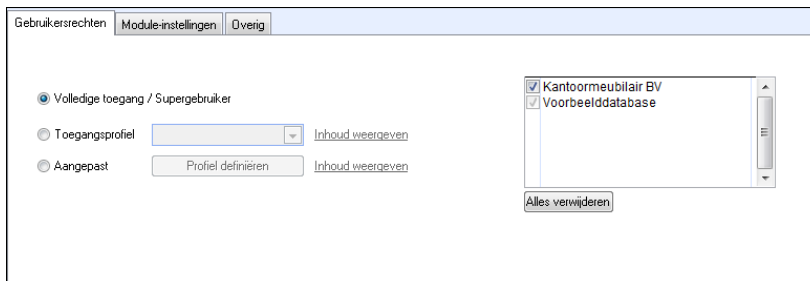 Gebruikersrechten Module-instellingen Overig
Volledige toegang / Supergebruiker
Toegangsprofiel Inhoud weergeven
Aangepast Profiel definiëren Inhoud weergeven
Kantoormeubilair BV
Voorbeelddatabase
Alles verwijderen